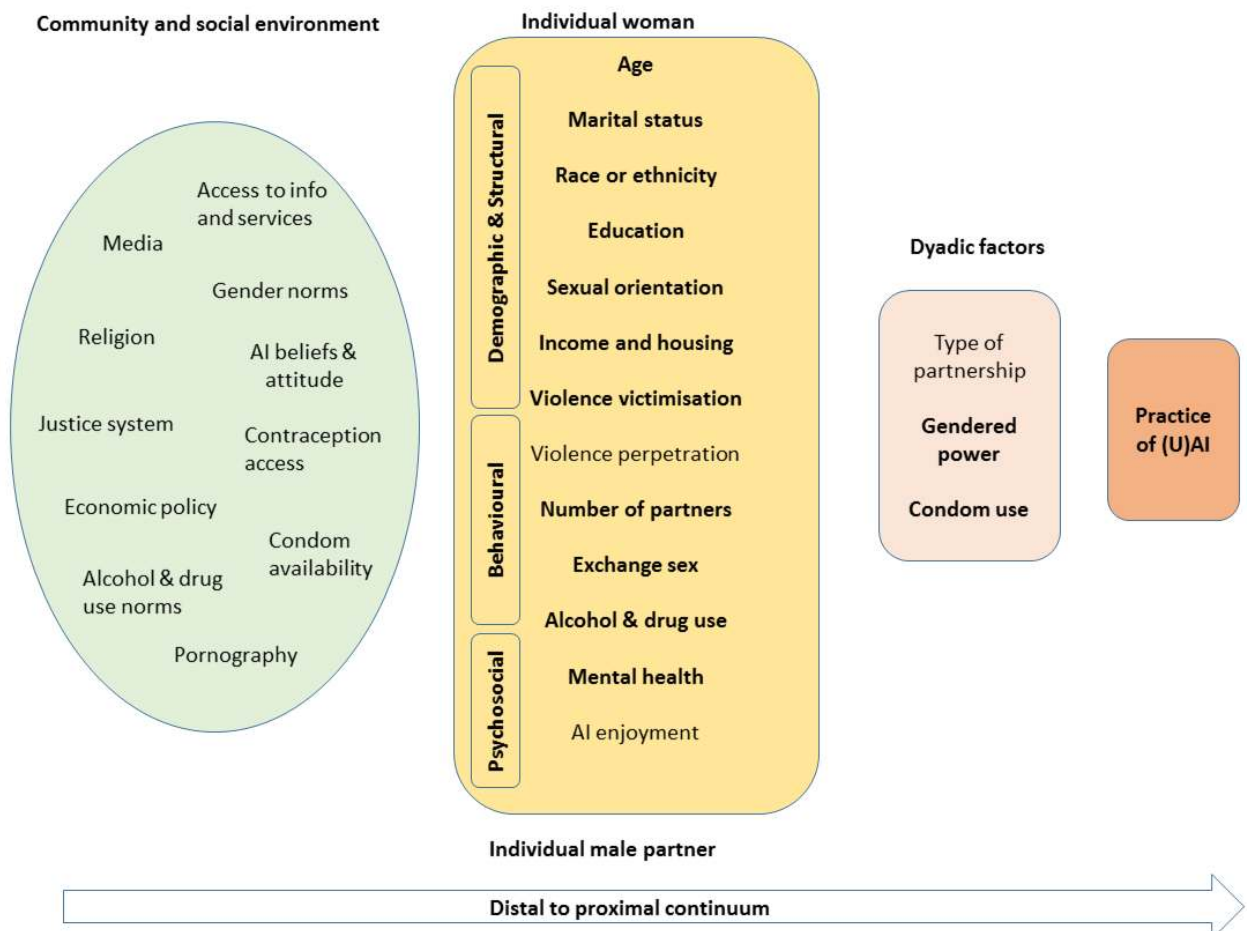 Community and social environment
Individual woman
Access to info
and services
Media
Gender norms
Religion
AI beliefs &
attitude
Justice system
Contraception
access
Economic policy
Condom
availability
Alcohol & drug
use norms
Pornography
Demographic & Structural
Age
Marital status
Race or ethnicity
Education
Sexual orientation
Income and housing
Violence victimisation
Behavioural
Violence perpetration
Number of partners
Exchange sex
Alcohol & drug use
Psychosocial
Mental health
AI enjoyment
Dyadic factors
Type of
partnership
Gendered
power
Condom use
Practice
of (U)AI
Individual male partner
Distal to proximal continuum